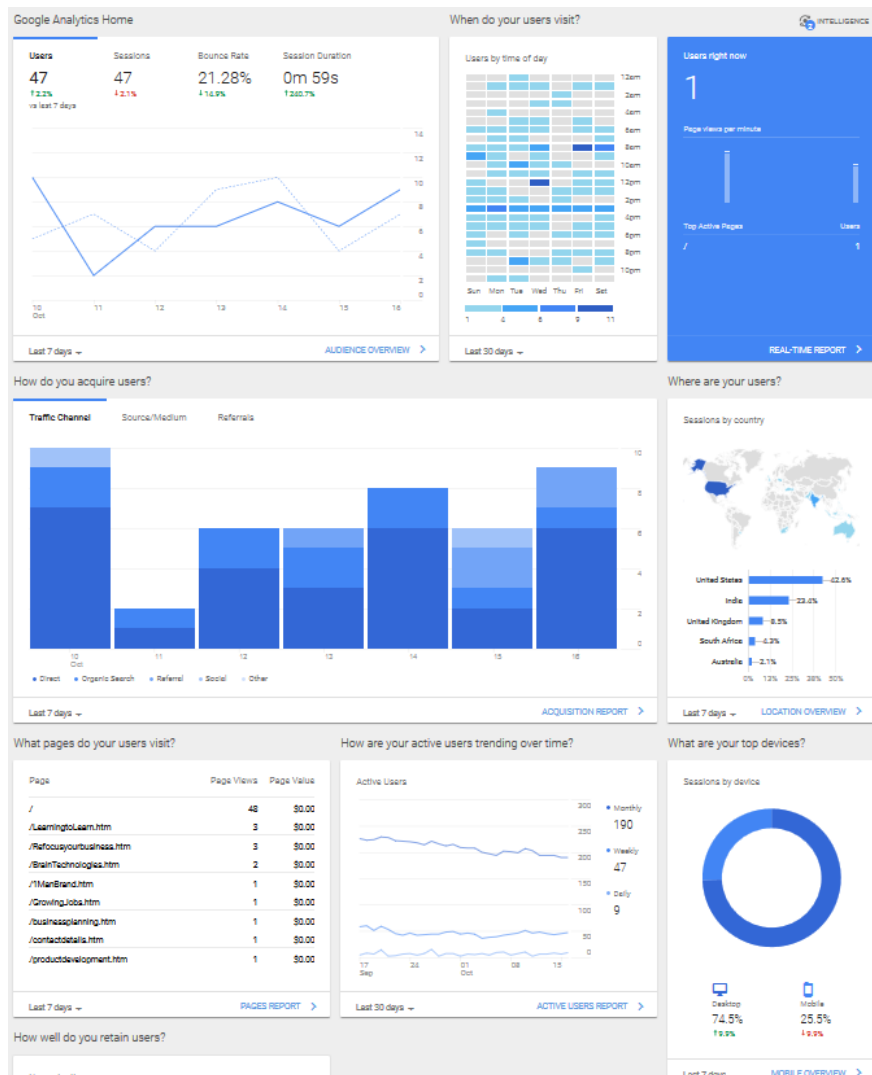 Google Analytics Home
When do your users visit?
INTELLIGENCE
2
Users Sessions Bounce Rate Session Duration
47 47 21.28% 0m 59s
↑2.2% ↓2.1% ↓14.9% ↑240.7%
vs last 7 days
14
12
10
8
6
4
2
0
10 11 12 13 14 15 16
Oct
Last 7 days
AUDIENCE OVERVIEW
Users by time of day
12am
2am
4am
6am
8am
10am
12pm
2pm
4pm
6pm
8pm
10pm
Sun Mon Tue Wed Thu Fri Sat
1 4 6 9 11
Last 30 days
Users right now
1
Page views per minute
Top Active Pages Users
/ 1
REAL-TIME REPORT
How do you acquire users?
Traffic Channel Source/Medium Referrals
10
8
6
4
2
0
10 11 12 13 14 15 16
Oct
Direct Organic Search Referral Social Other
Last 7 days
ACQUISITION REPORT
Where are your users?
Sessions by country
United States 42.6%
India 23.4%
United Kingdom 8.5%
South Africa 4.3%
Australia 2.1%
0% 13% 25% 38% 50%
Last 7 days
LOCATION OVERVIEW
What pages do your users visit?
Page Page Views Page Value
/ 48 $0.00
/LearningtoLearn.htm 3 $0.00
/Refocusyourbusiness.htm 3 $0.00
/BrainTechnologies.htm 2 $0.00
/1ManBrand.htm 1 $0.00
/GrowingJobs.htm 1 $0.00
/businessplanning.htm 1 $0.00
/contactdetails.htm 1 $0.00
/productdevelopment.htm 1 $0.00
Last 7 days
PAGES REPORT
How are your active users trending over time?
Active Users
300
250
200
150
100
50
0
17 24 01 08 15
Sep Oct
Monthly
190
Weekly
47
Daily
9
Last 30 days
ACTIVE USERS REPORT
What are your top devices?
Sessions by device
Desktop Mobile
74.5% 25.5%
↑9.9% ↓9.9%
Last 7 days
MOBILE OVERVIEW
How well do you retain users?